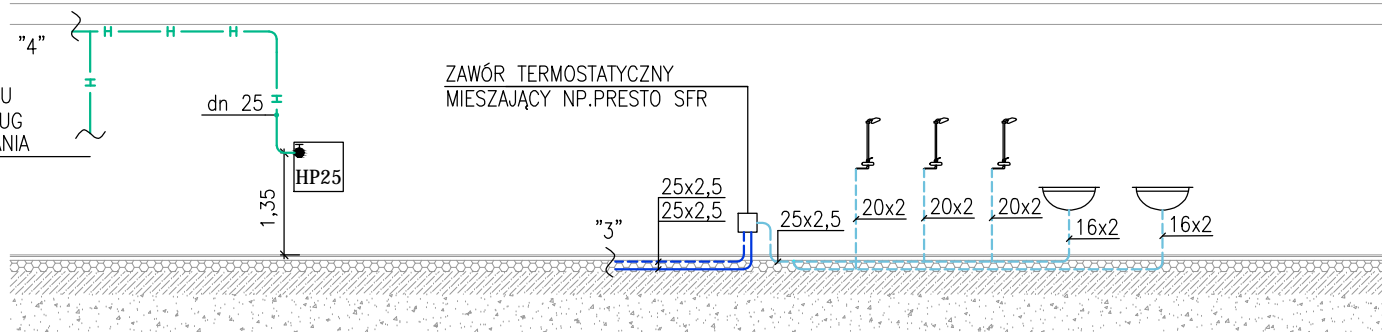 "4"
U
UG
ANIA
dn 25
HP25
1,35
ZAWÓR TERMOSTATYCZNY
MIESZAJĄCY NP.PRESTO SFR
25x2,5
25x2,5
"3"
25x2,5
20x2
20x2
20x2
16x2
16x2
H
H
H
H
H